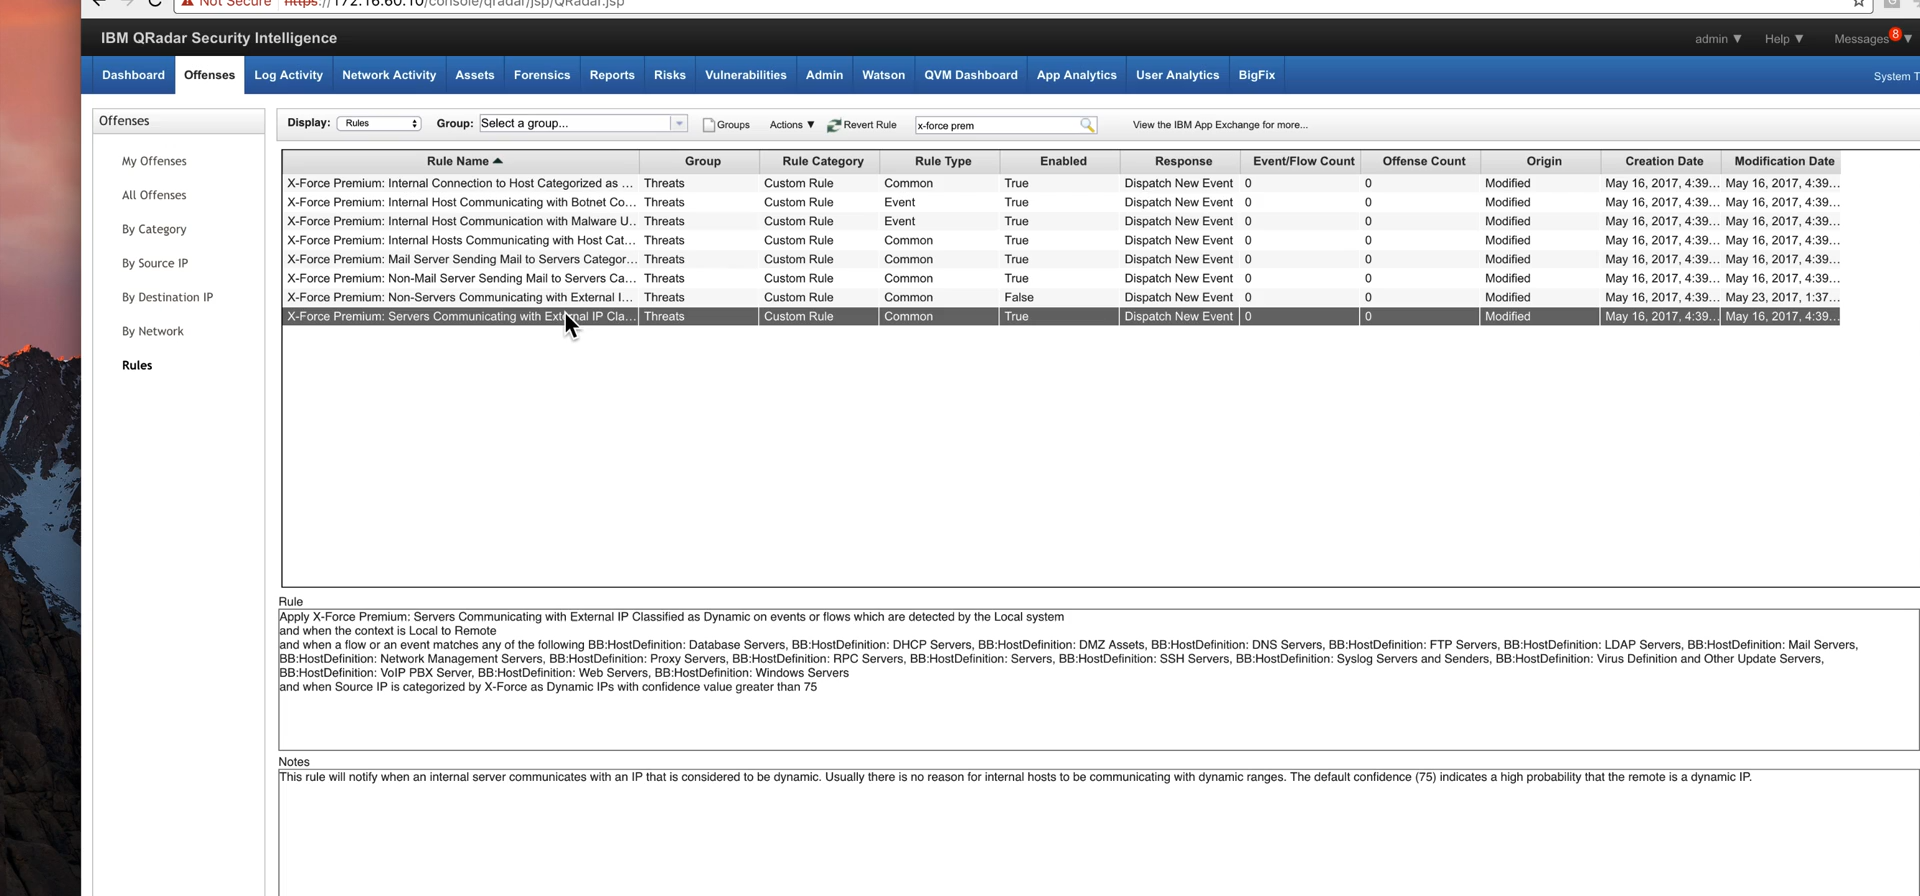 Not Secure https://172.16.60.10/console/qradar/jsp/QRadar.jsp
IBM QRadar Security Intelligence
admin ▼ Help ▼ Messages 8 ▼
Dashboard Offenses Log Activity Network Activity Assets Forensics Reports Risks Vulnerabilities Admin Watson QVM Dashboard App Analytics User Analytics BigFix System T
Offenses
My Offenses
All Offenses
By Category
By Source IP
By Destination IP
By Network
Rules
Display: Rules Group: Select a group... Groups Actions ▼ Revert Rule x-force prem View the IBM App Exchange for more...
Rule Name Group Rule Category Rule Type Enabled Response Event/Flow Count Offense Count Origin Creation Date Modification Date
X-Force Premium: Internal Connection to Host Categorized as ... Threats Custom Rule Common True Dispatch New Event 0 0 Modified May 16, 2017, 4:39... May 16, 2017, 4:39...
X-Force Premium: Internal Host Communicating with Botnet Co... Threats Custom Rule Event True Dispatch New Event 0 0 Modified May 16, 2017, 4:39... May 16, 2017, 4:39...
X-Force Premium: Internal Host Communication with Malware U... Threats Custom Rule Event True Dispatch New Event 0 0 Modified May 16, 2017, 4:39... May 16, 2017, 4:39...
X-Force Premium: Internal Hosts Communicating with Host Cat... Threats Custom Rule Common True Dispatch New Event 0 0 Modified May 16, 2017, 4:39... May 16, 2017, 4:39...
X-Force Premium: Mail Server Sending Mail to Servers Categor... Threats Custom Rule Common True Dispatch New Event 0 0 Modified May 16, 2017, 4:39... May 16, 2017, 4:39...
X-Force Premium: Non-Mail Server Sending Mail to Servers Ca... Threats Custom Rule Common True Dispatch New Event 0 0 Modified May 16, 2017, 4:39... May 16, 2017, 4:39...
X-Force Premium: Non-Servers Communicating with External I... Threats Custom Rule Common False Dispatch New Event 0 0 Modified May 16, 2017, 4:39... May 23, 2017, 1:37...
X-Force Premium: Servers Communicating with External IP Cla... Threats Custom Rule Common True Dispatch New Event 0 0 Modified May 16, 2017, 4:39... May 16, 2017, 4:39...
Rule
Apply X-Force Premium: Servers Communicating with External IP Classified as Dynamic on events or flows which are detected by the Local system
and when the context is Local to Remote
and when a flow or an event matches any of the following BB:HostDefinition: Database Servers, BB:HostDefinition: DHCP Servers, BB:HostDefinition: DMZ Assets, BB:HostDefinition: DNS Servers, BB:HostDefinition: FTP Servers, BB:HostDefinition: LDAP Servers, BB:HostDefinition: Mail Servers,
BB:HostDefinition: Network Management Servers, BB:HostDefinition: Proxy Servers, BB:HostDefinition: RPC Servers, BB:HostDefinition: Servers, BB:HostDefinition: SSH Servers, BB:HostDefinition: Syslog Servers and Senders, BB:HostDefinition: Virus Definition and Other Update Servers,
BB:HostDefinition: VoIP PBX Server, BB:HostDefinition: Web Servers, BB:HostDefinition: Windows Servers
and when Source IP is categorized by X-Force as Dynamic IPs with confidence value greater than 75
Notes
This rule will notify when an internal server communicates with an IP that is considered to be dynamic. Usually there is no reason for internal hosts to be communicating with dynamic ranges. The default confidence (75) indicates a high probability that the remote is a dynamic IP.